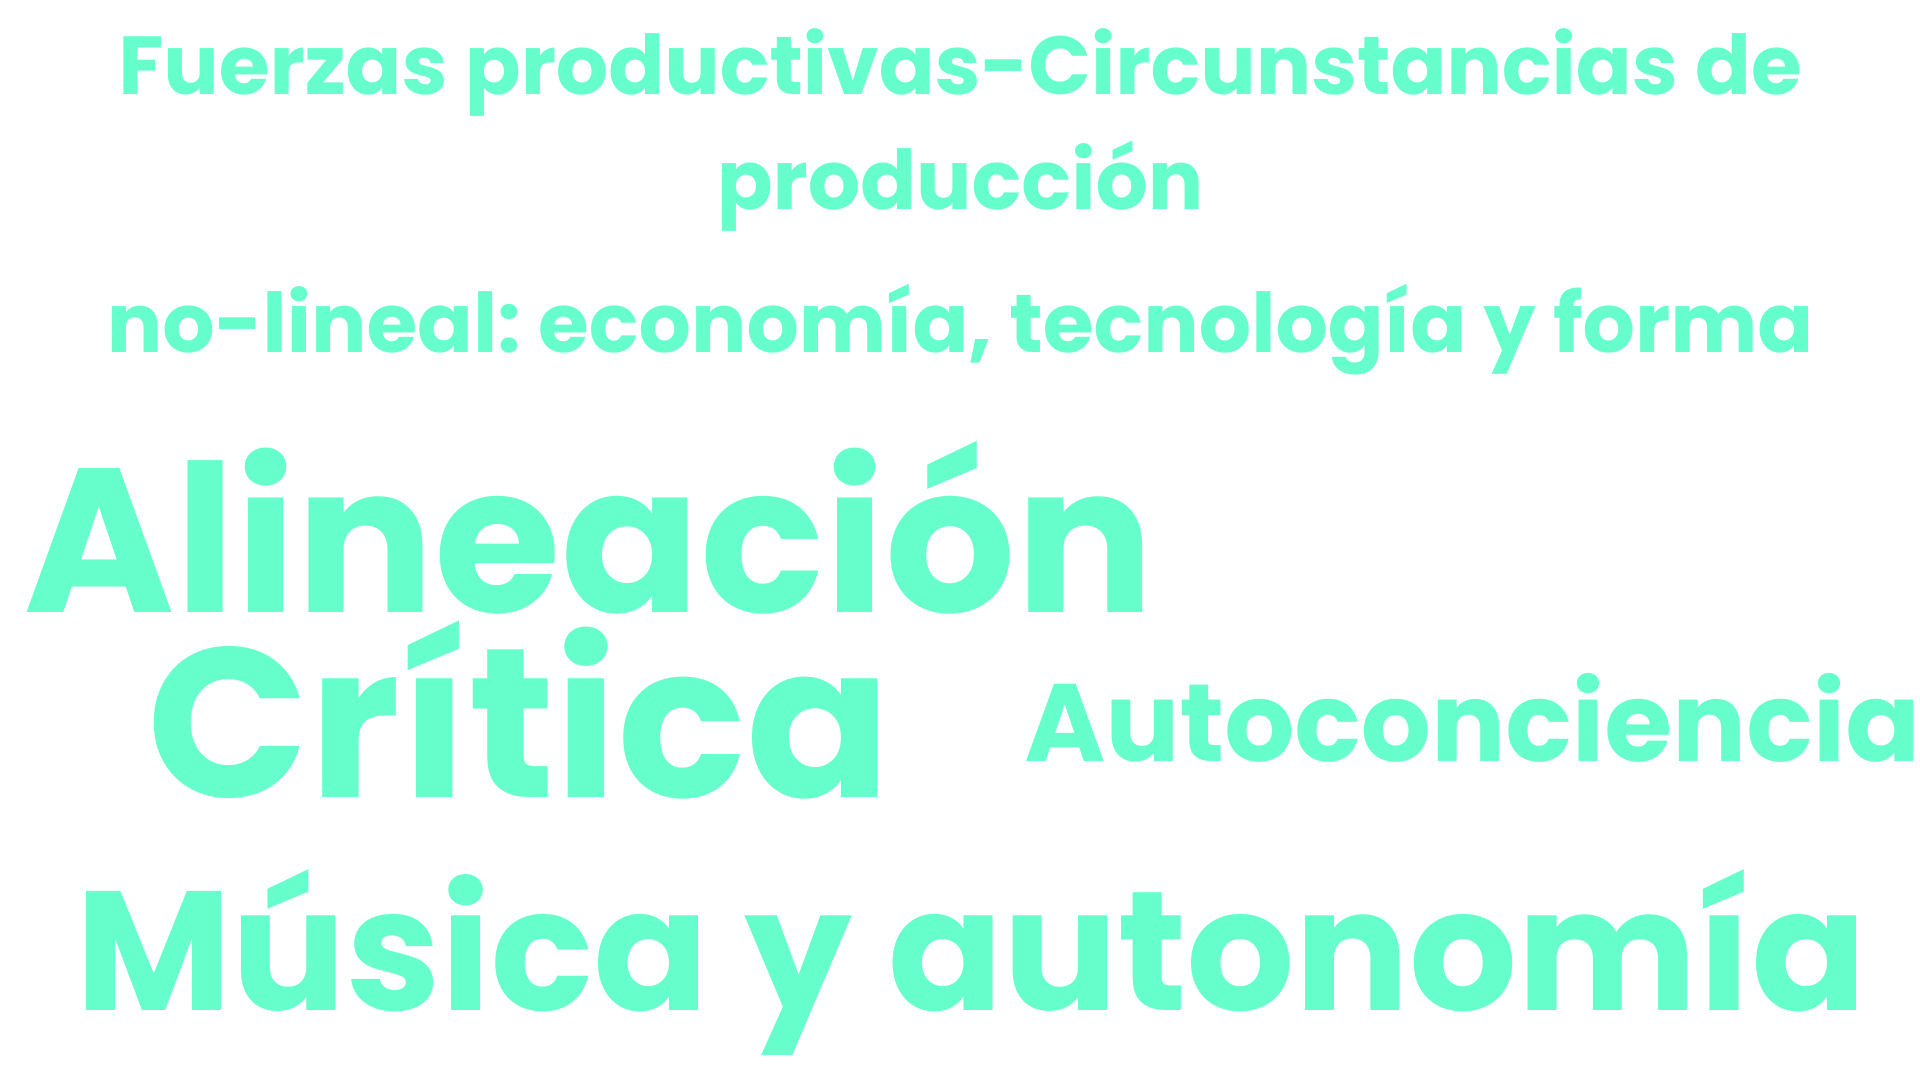 Fuerzas productivas-Circunstancias de
producción
no-lineal: economía, tecnología y forma
Alineación
Crítica
Autoconciencia
Música y autonomía